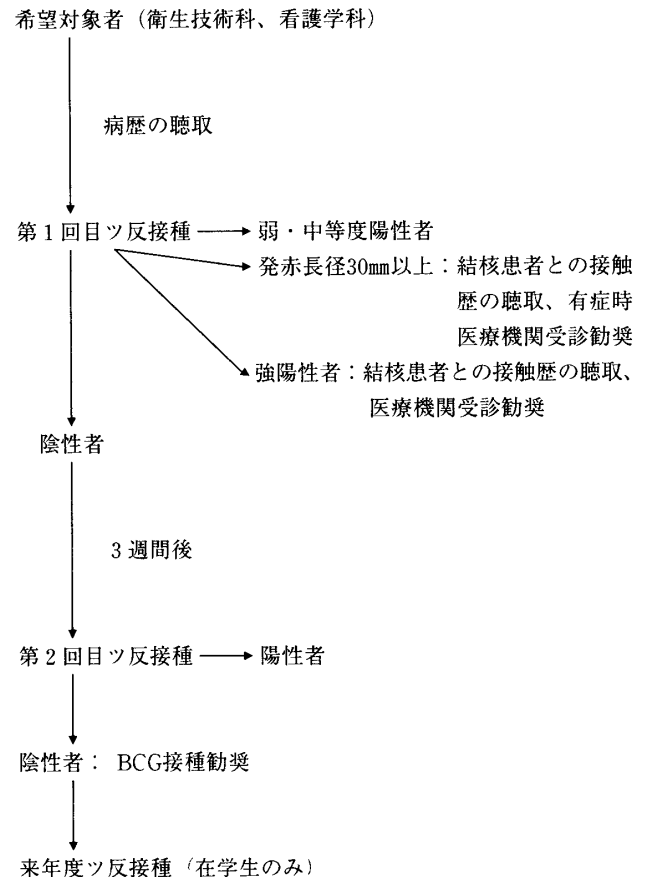 希望対象者（衛生技術科、看護学科）
病歴の聴取
第1回目ツ反接種 → 弱・中等度陽性者
発赤長径30mm以上：結核患者との接触
歴の聴取、有症時
医療機関受診勧奨
強陽性者：結核患者との接触歴の聴取、
医療機関受診勧奨
陰性者
3週間後
第2回目ツ反接種 → 陽性者
陰性者： BCG接種勧奨
来年度ツ反接種（在学生のみ）